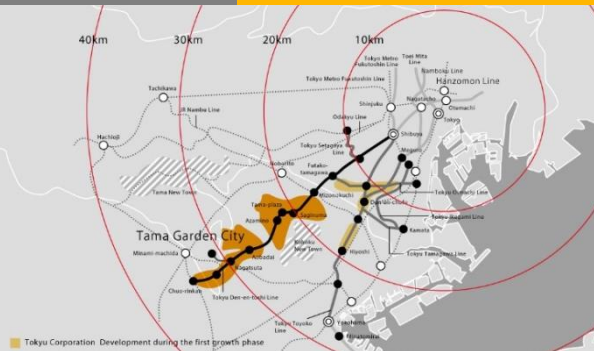 40km
30km
20km
10km
Tokyo Metro
Fukutoshin Line
Toei Mita
Line
Namboku Line
Tokyo Metro Fukutoshin Line
Hanzomon Line
Tachikawa
Shinjuku
Nagatacho
Otemachi
Tokyo
JR Nambu Line
Odakyu Line
Shibuya
Hachioji
Tokyu Setagaya
Line
Meguro
Noborito
Futako-
tamagawa
Tama New Town
Mizonokuchi
Tokyu Oimachi Line
Tama-plaza
Den-en-chofu
Saginuma
Azamino
Tokyu Ikegami Line
Tama Garden City
Kohoku
New Town
Kamata
Minami-machida
Aobadai
Hiyoshi
Tokyu Tamagawa Line
Nagatsuta
Chuo-rinkan
Tokyu Den-en-toshi Line
Tokyu Toyoko
Line
Yokohama
Tokyu Corporation Development during the first growth phase